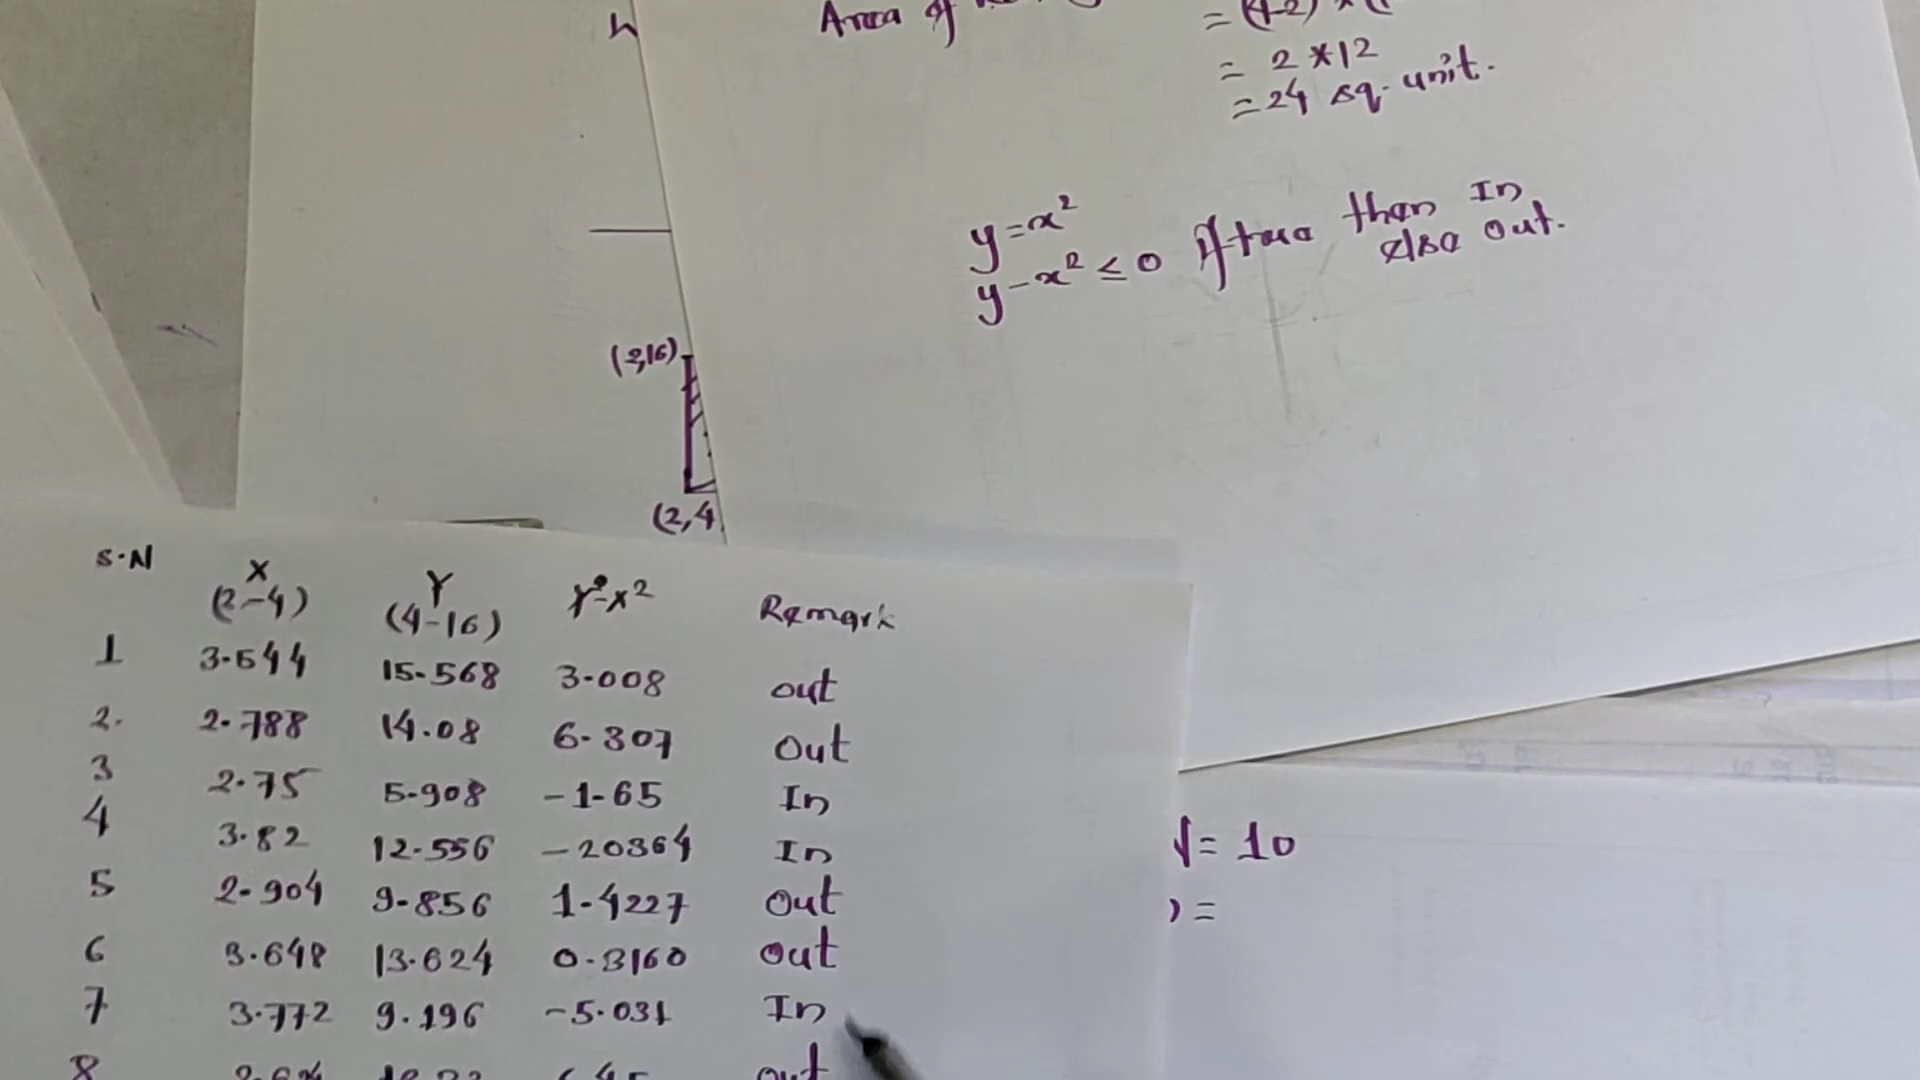 Area of
= (4-2) * (
= 2 * 12
= 24 sq. unit.
y = x²
y - x² ≤ 0 if true then In
else out.
(2,16)
(2,4
S.N X Y Y-X² Remark
(2-4) (4-16)
1 3.544 15.568 3.008 out
2. 2.788 14.08 6.307 Out
3 2.75 5.908 -1.65 In
4 3.82 12.556 -20364 In
5 2.904 9.856 1.4227 Out
6 3.648 13.624 0.3160 out
7 3.772 9.196 -5.031 In
8 out
= 10
=